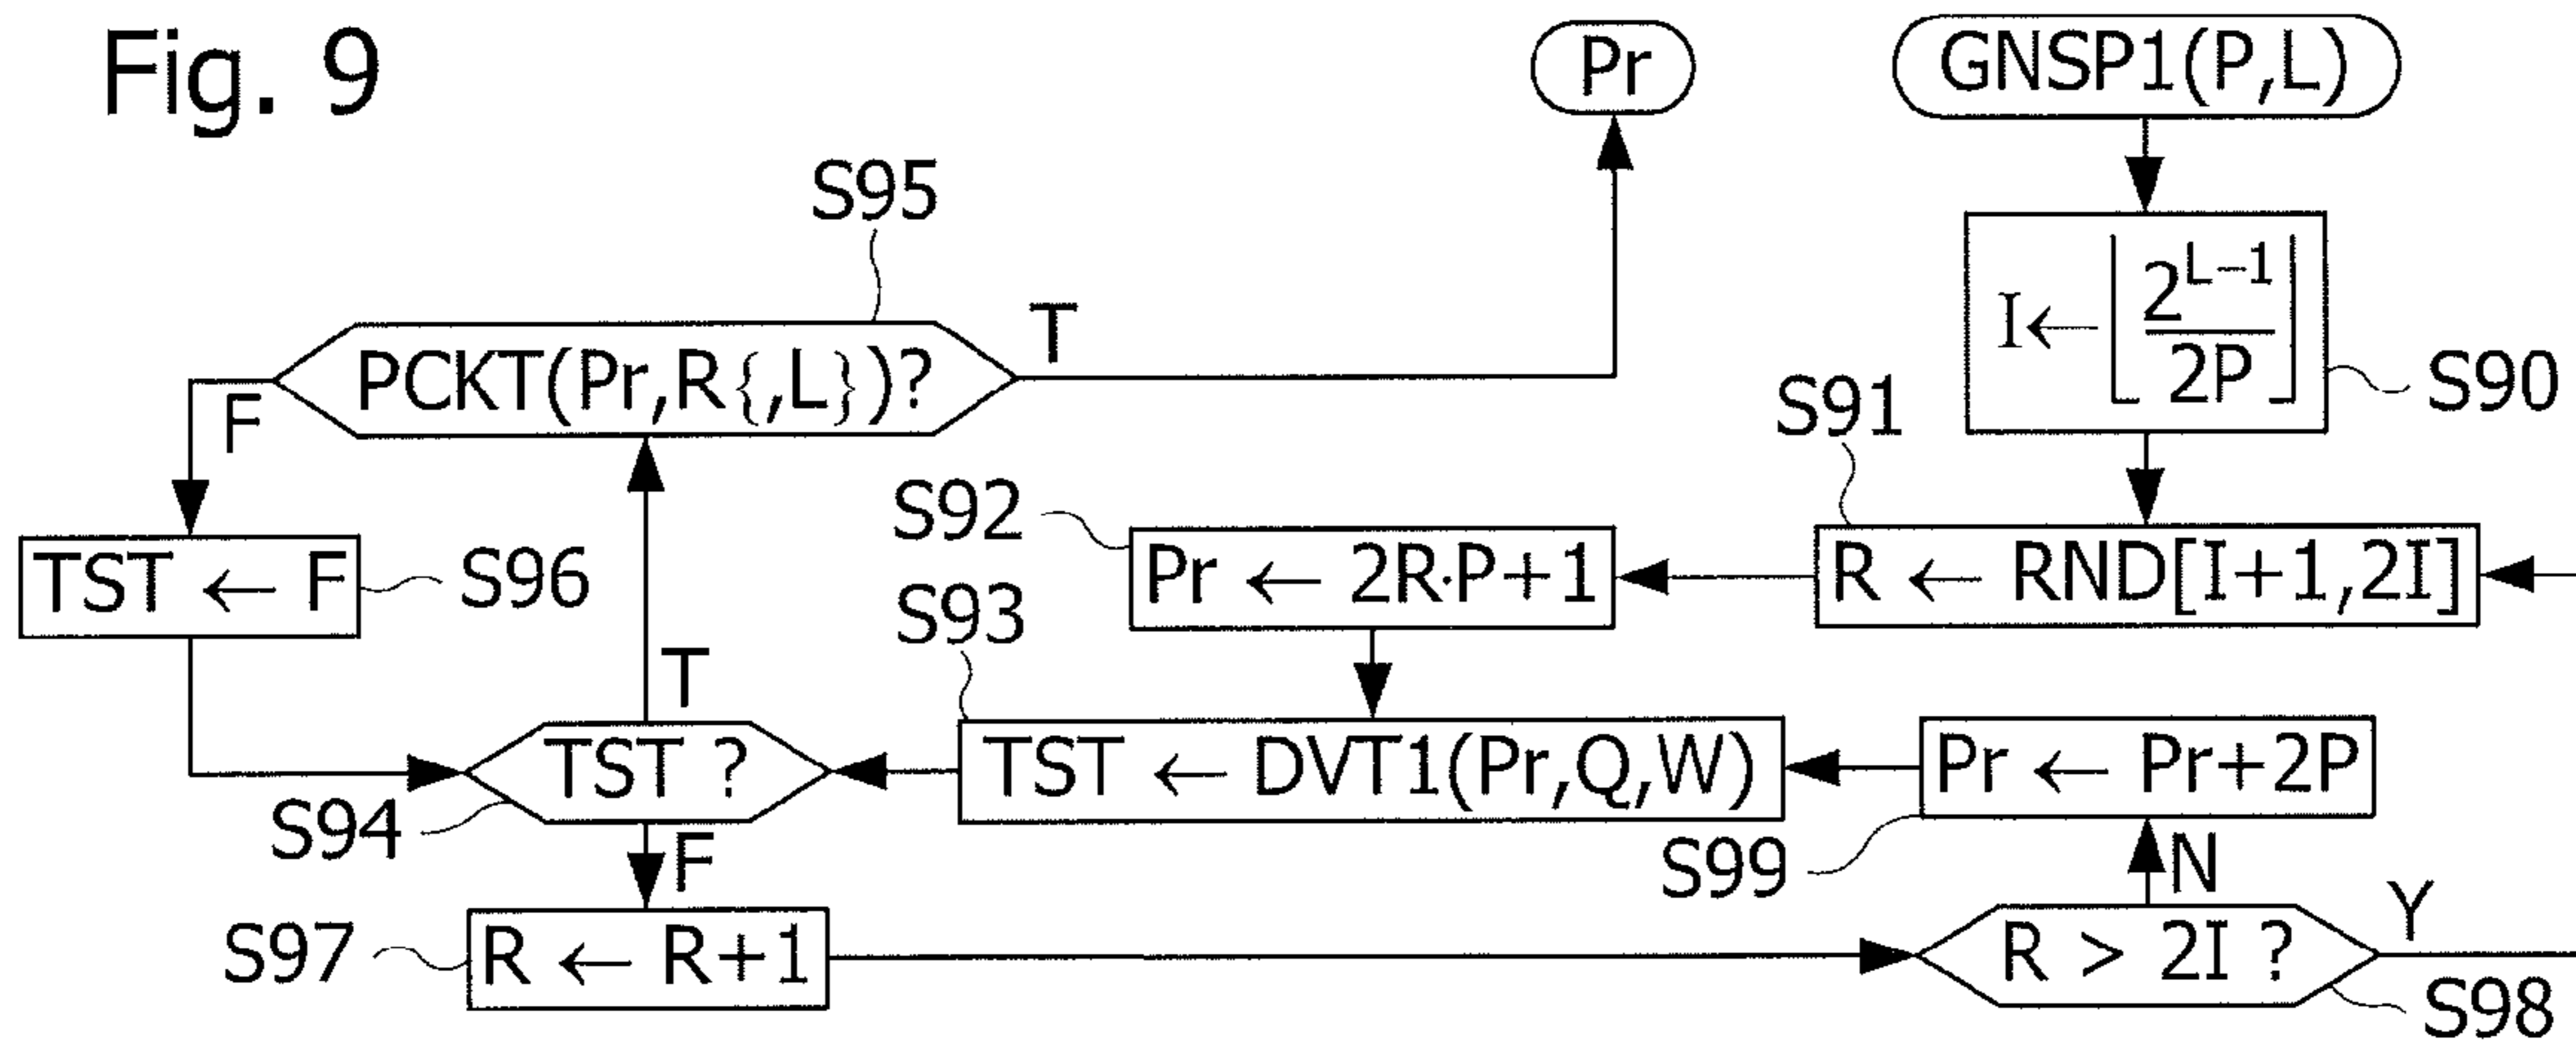 Fig. 9
Pr
GNSP1(P,L)
S95
I←⌊2^{L-1}/2P⌋
S90
PCKT(Pr,R{,L})?
T
F
S91
S92
R ← RND[I+1,2I]
Pr ← 2R·P+1
TST ← F
S96
S93
T
TST ?
S94
TST ← DVT1(Pr,Q,W)
Pr ← Pr+2P
S99
F
N
Y
S97
R ← R+1
R > 2I ?
S98